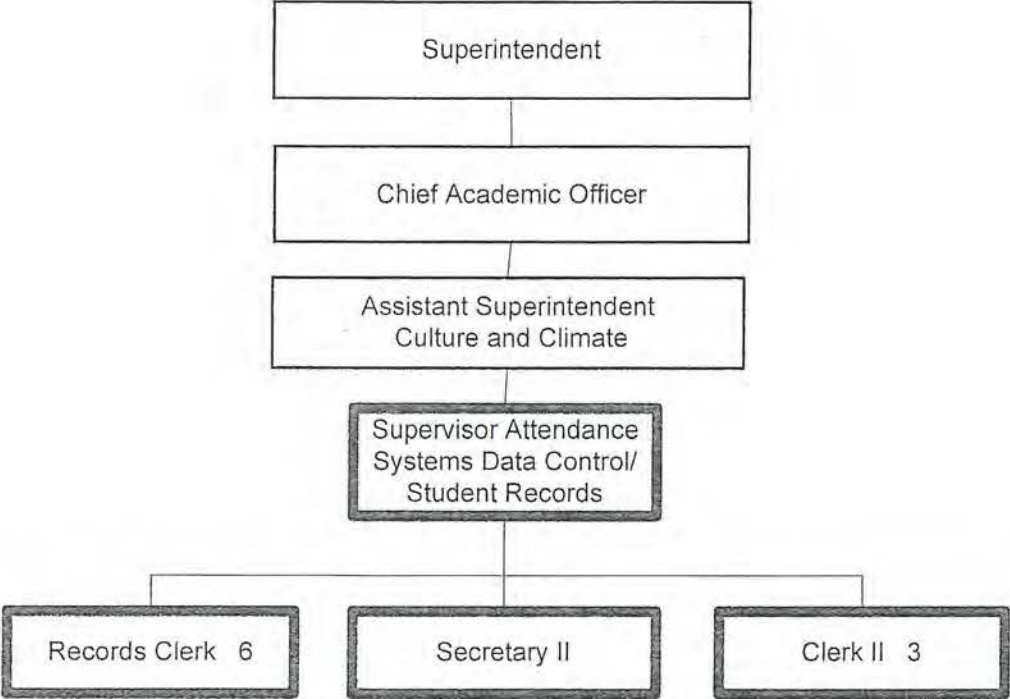 Superintendent
Chief Academic Officer
Assistant Superintendent
Culture and Climate
Supervisor Attendance
Systems Data Control/
Student Records
Records Clerk 6
Secretary II
Clerk II 3